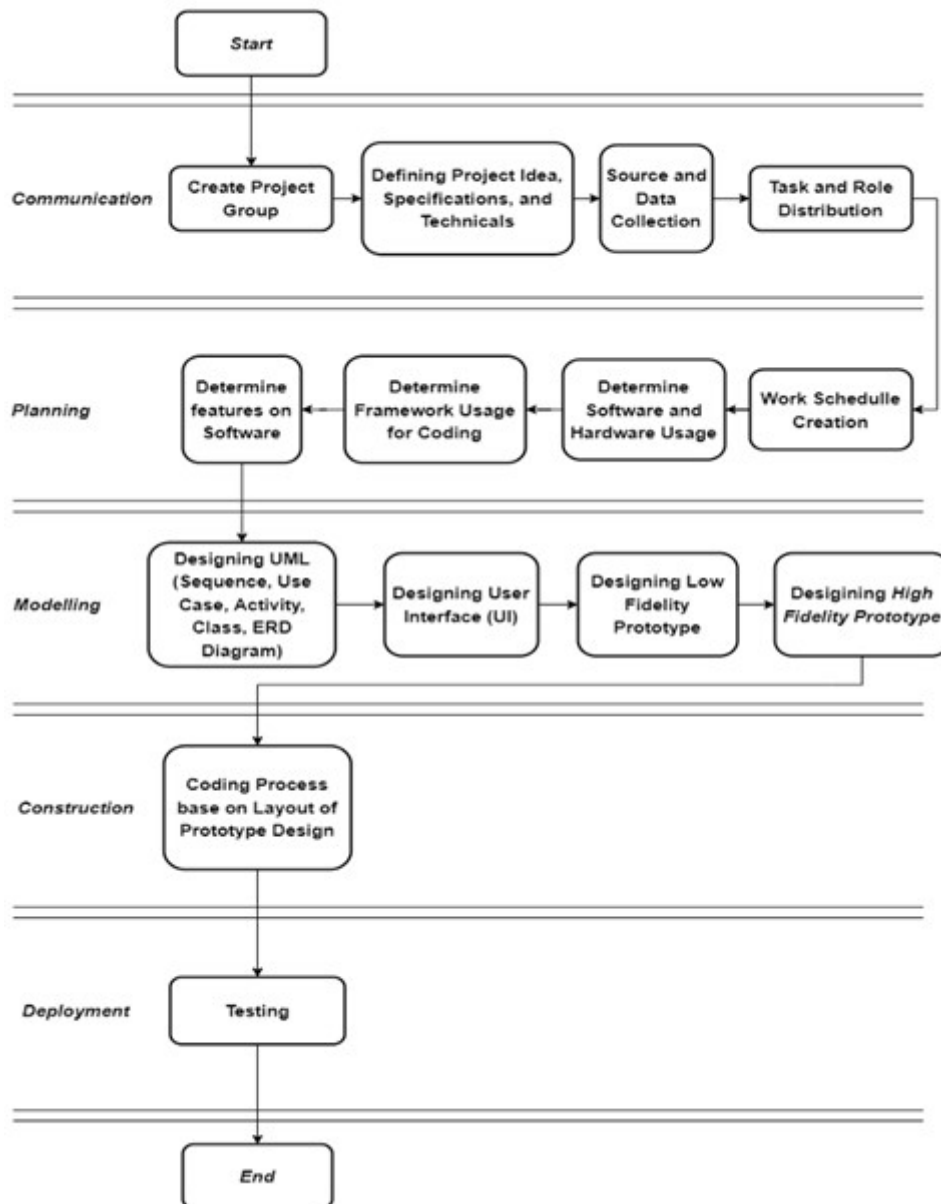 Start
Communication
Create Project
Group
Defining Project Idea,
Specifications, and
Technicals
Source and
Data
Collection
Task and Role
Distribution
Planning
Determine
features on
Software
Determine
Framework Usage
for Coding
Determine
Software and
Hardware Usage
Work Schedulle
Creation
Modelling
Designing UML
(Sequence, Use
Case, Activity,
Class, ERD
Diagram)
Designing User
Interface (UI)
Designing Low
Fidelity
Prototype
Desigining High
Fidelity Prototype
Construction
Coding Process
base on Layout of
Prototype Design
Deployment
Testing
End